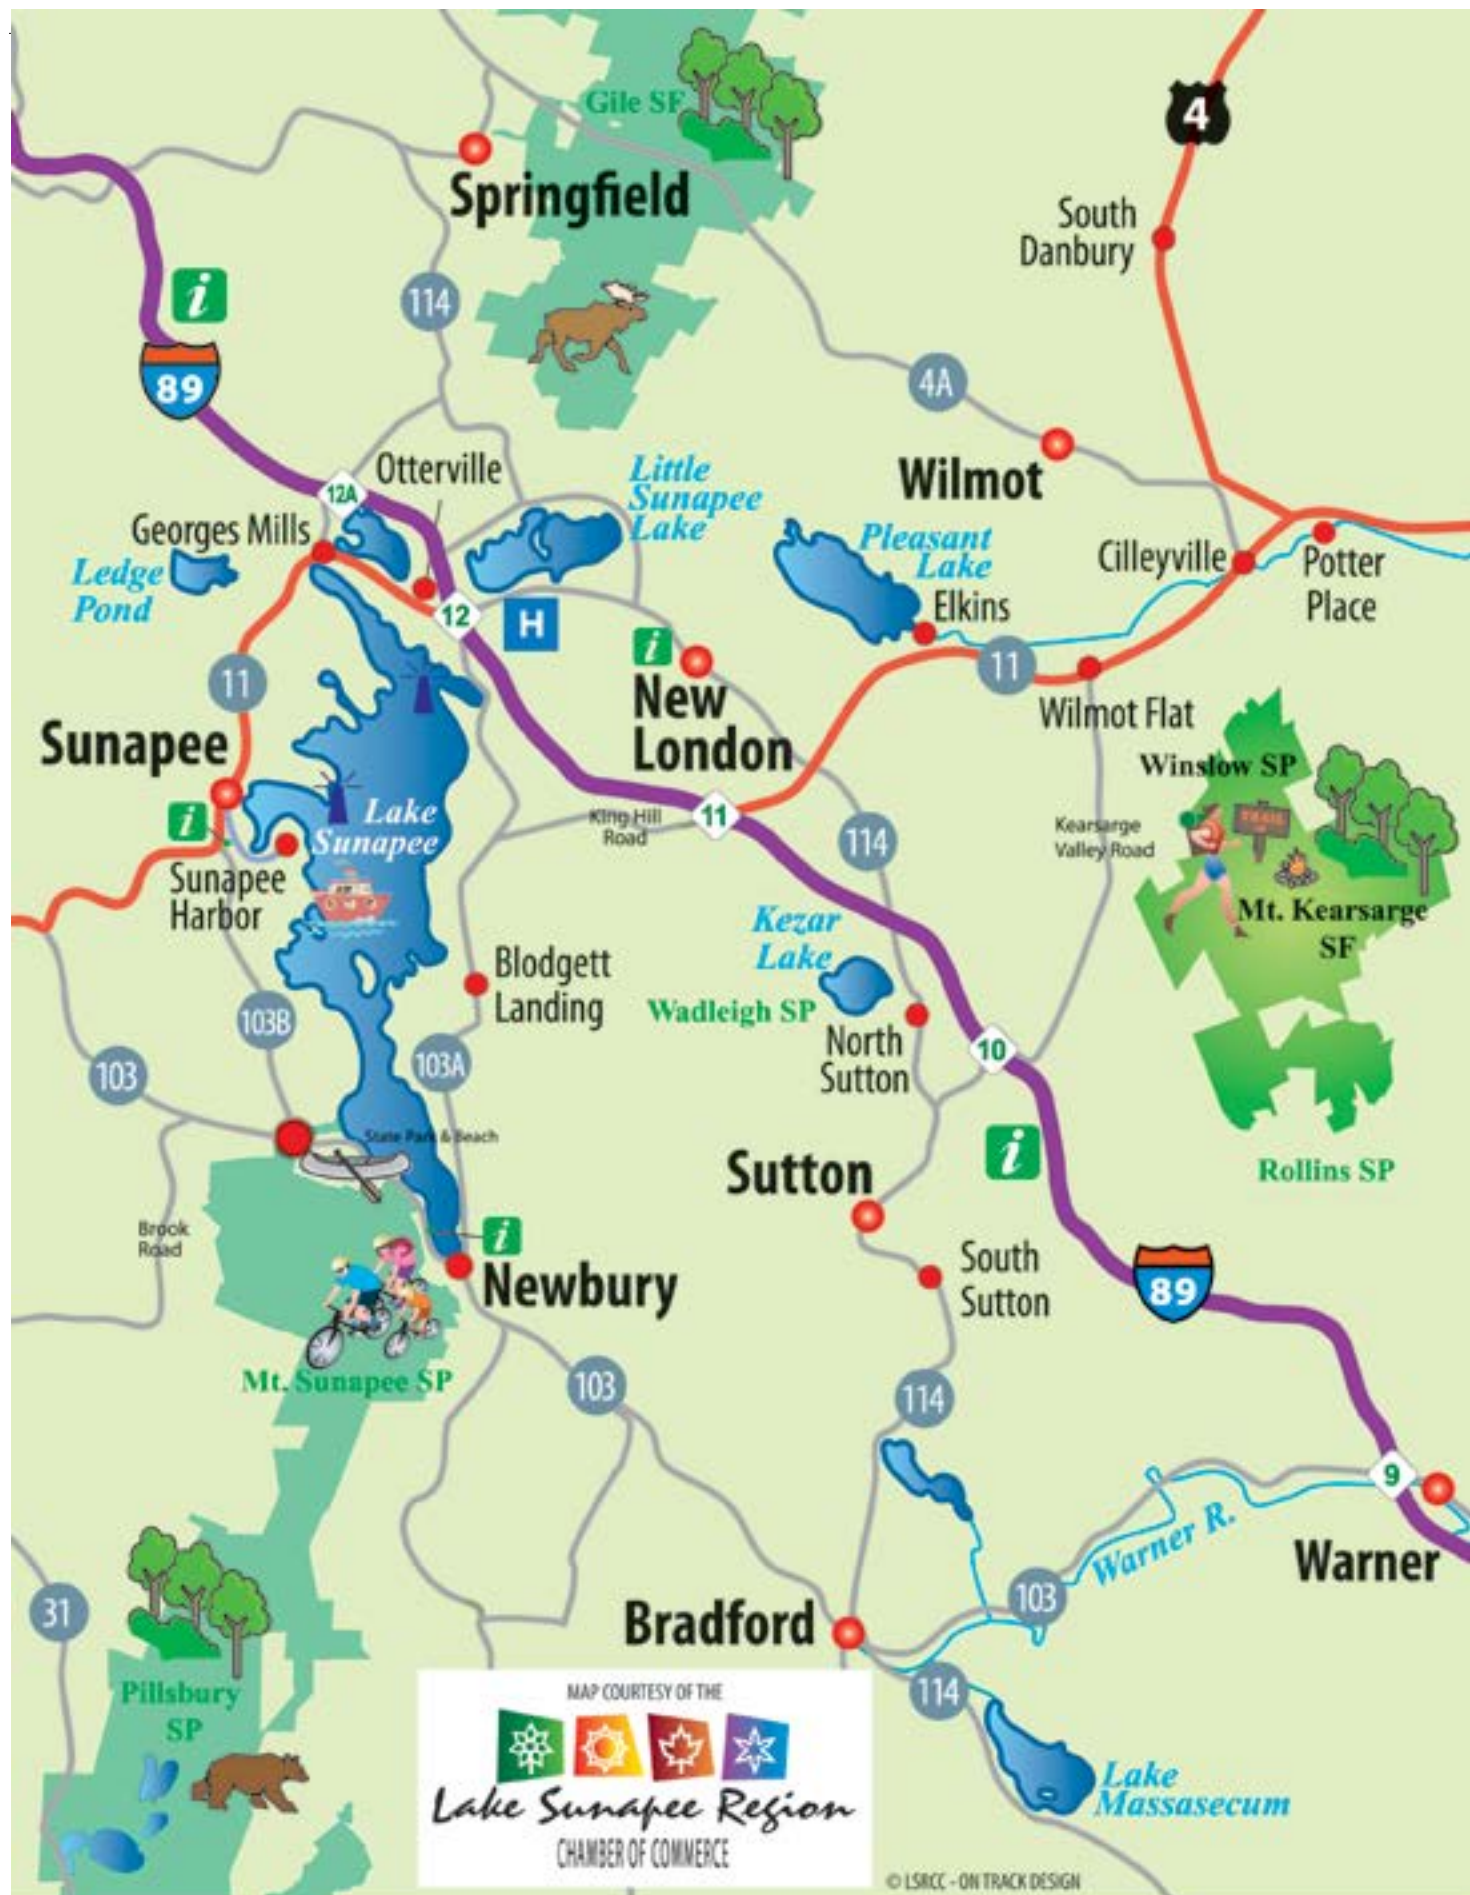 Gile SF
4
Springfield
South
Danbury
i
114
89
4A
Otterville
Little
Sunapee
Lake
Wilmot
12A
Georges Mills
Pleasant
Lake
Cilleyville
Potter
Place
Ledge
Pond
12
H
Elkins
i
11
11
New
London
Wilmot Flat
Sunapee
Winslow SP
i
Lake
Sunapee
King Hill
Road
11
114
Kearsarge
Valley Road
TRAIL
Sunapee
Harbor
Kezar
Lake
Mt. Kearsarge
SF
Blodgett
Landing
Wadleigh SP
103B
North
Sutton
10
103
103A
State Park & Beach
i
Sutton
Rollins SP
Brook
Road
i
Newbury
South
Sutton
89
Mt. Sunapee SP
103
114
9
Warner R.
Warner
31
103
Bradford
Pillsbury
SP
114
MAP COURTESY OF THE
Lake Sunapee Region
CHAMBER OF COMMERCE
Lake
Massasecum
© LSRCC - ON TRACK DESIGN